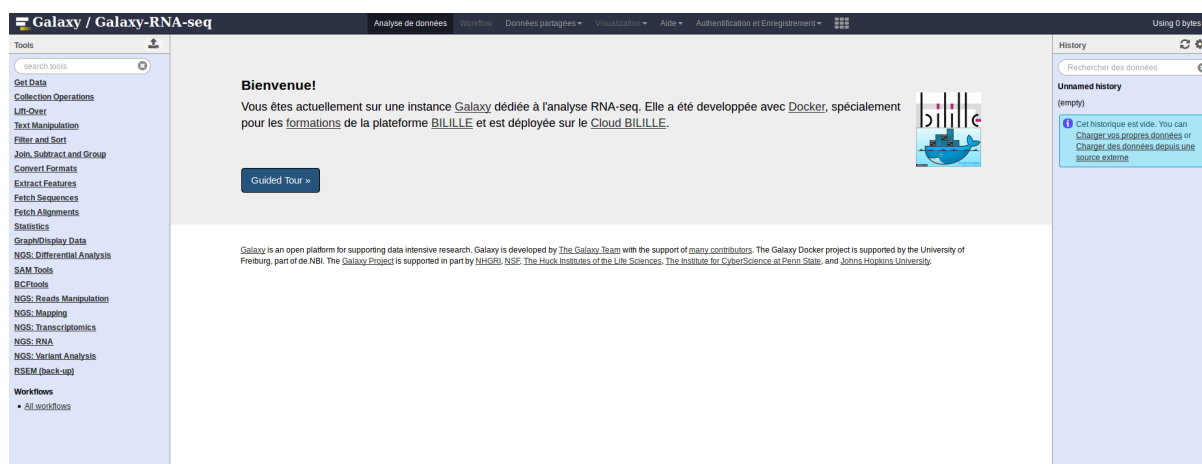 Galaxy / Galaxy-RNA-seq
Analyse de données Workflow Données partagées Visualization Aide Authentification et Enregistrement
Using 0 bytes
Tools
search tools
Get Data
Collection Operations
Lift-Over
Text Manipulation
Filter and Sort
Join, Subtract and Group
Convert Formats
Extract Features
Fetch Sequences
Fetch Alignments
Statistics
Graph/Display Data
NGS: Differential Analysis
SAM Tools
BCFtools
NGS: Reads Manipulation
NGS: Mapping
NGS: Transcriptomics
NGS: RNA
NGS: Variant Analysis
RSEM (back-up)
Workflows
All workflows
Bienvenue!
Vous êtes actuellement sur une instance Galaxy dédiée à l'analyse RNA-seq. Elle a été developpée avec Docker, spécialement
pour les formations de la plateforme BILILLE et est déployée sur le Cloud BILILLE.
bilille
Guided Tour »
Galaxy is an open platform for supporting data intensive research. Galaxy is developed by The Galaxy Team with the support of many contributors. The Galaxy Docker project is supported by the University of
Freiburg, part of de.NBI. The Galaxy Project is supported in part by NHGRI, NSF, The Huck Institutes of the Life Sciences, The Institute for CyberScience at Penn State, and Johns Hopkins University.
History
Rechercher des données
Unnamed history
(empty)
Cet historique est vide. You can
Charger vos propres données or
Charger des données depuis une
source externe